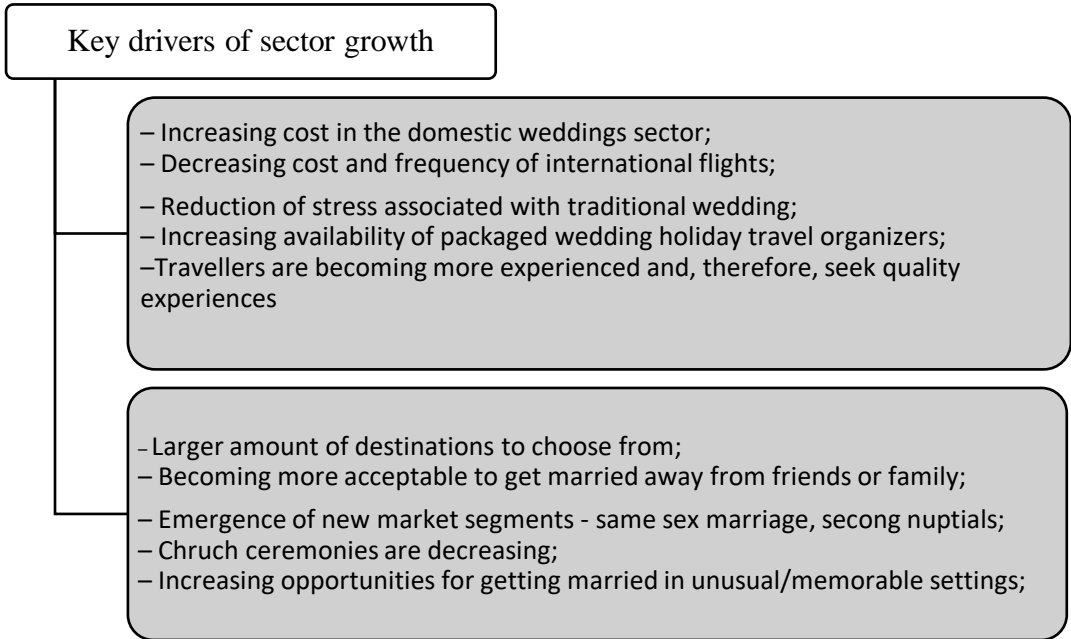 Key drivers of sector growth
– Increasing cost in the domestic weddings sector;
– Decreasing cost and frequency of international flights;
– Reduction of stress associated with traditional wedding;
– Increasing availability of packaged wedding holiday travel organizers;
–Travellers are becoming more experienced and, therefore, seek quality
experiences
– Larger amount of destinations to choose from;
– Becoming more acceptable to get married away from friends or family;
– Emergence of new market segments - same sex marriage, secong nuptials;
– Chruch ceremonies are decreasing;
– Increasing opportunities for getting married in unusual/memorable settings;